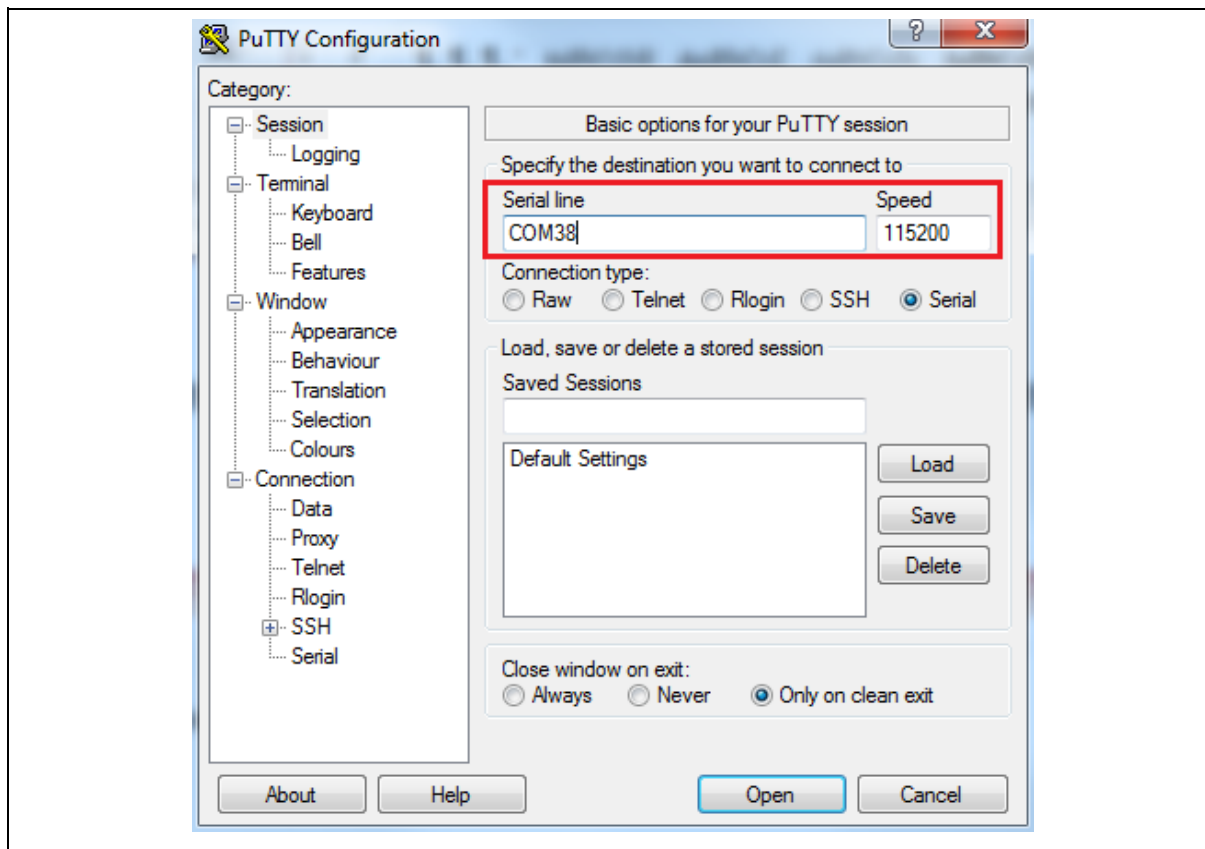 PuTTY Configuration
?
X
Category:
Session
Logging
Terminal
Keyboard
Bell
Features
Window
Appearance
Behaviour
Translation
Selection
Colours
Connection
Data
Proxy
Telnet
Rlogin
SSH
Serial
Basic options for your PuTTY session
Specify the destination you want to connect to
Serial line Speed
COM38 115200
Connection type:
Raw Telnet Rlogin SSH Serial
Load, save or delete a stored session
Saved Sessions
Default Settings
Load
Save
Delete
Close window on exit:
Always Never Only on clean exit
About Help Open Cancel